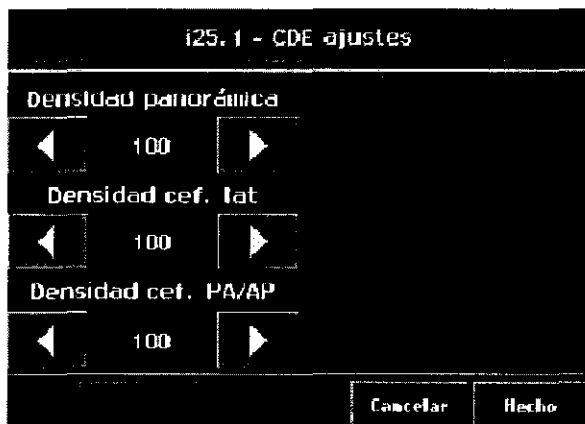 i25.1 - CDE ajustes
Densidad panorámica
100
Densidad cef. lat
100
Densidad cef. PA/AP
100
Cancelar Hecho